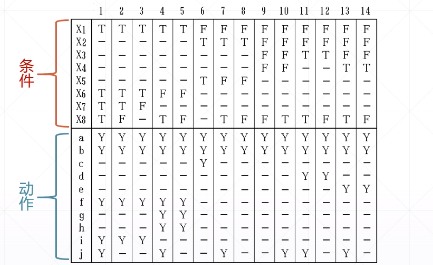 1 2 3 4 5 6 7 8 9 10 11 12 13 14
条件
X1 T T T T T F F F F F F F F F
X2 — — — — — T T T F F F F F F
X3 — — — — — — — — F F T T F F
X4 — — — — — — — — F F — — T T
X5 — — — — — T F F — — — — — —
X6 T T T F F — — — — — — — — —
X7 T T F — — — — — — — — — — —
X8 T F — T F — T F F T T F T F
动作
a Y Y Y Y Y Y Y Y Y Y Y Y Y Y
b Y Y Y Y Y Y Y Y Y Y Y Y Y Y
c — — — — — Y — — — — — — — —
d — — — — — — — — — — Y Y — —
e — — — — — — — — — — — — Y Y
f Y Y Y Y Y — — — — — — — — —
g — — — Y Y — — — — — — — — —
h — — — Y Y — — — — — — — — —
i Y Y Y — — — — — — — — — — —
j Y — — Y — — Y — — Y Y — Y —